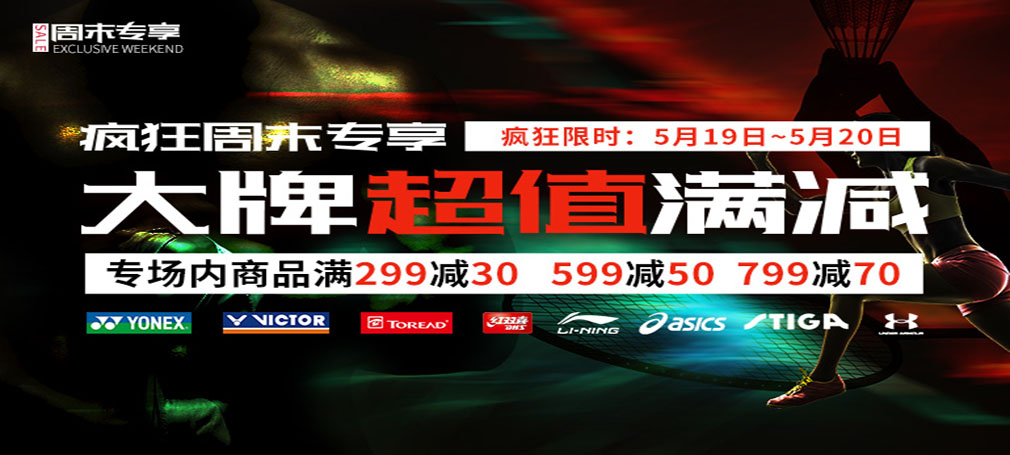 SALE
周末专享
EXCLUSIVE WEEKEND
疯狂周末专享
疯狂限时：5月19日~5月20日
大牌超值满减
专场内商品满299减30 599减50 799减70
YONEX VICTOR TOREAD 红双喜 DHS LI-NING asics STIGA UNDER ARMOUR